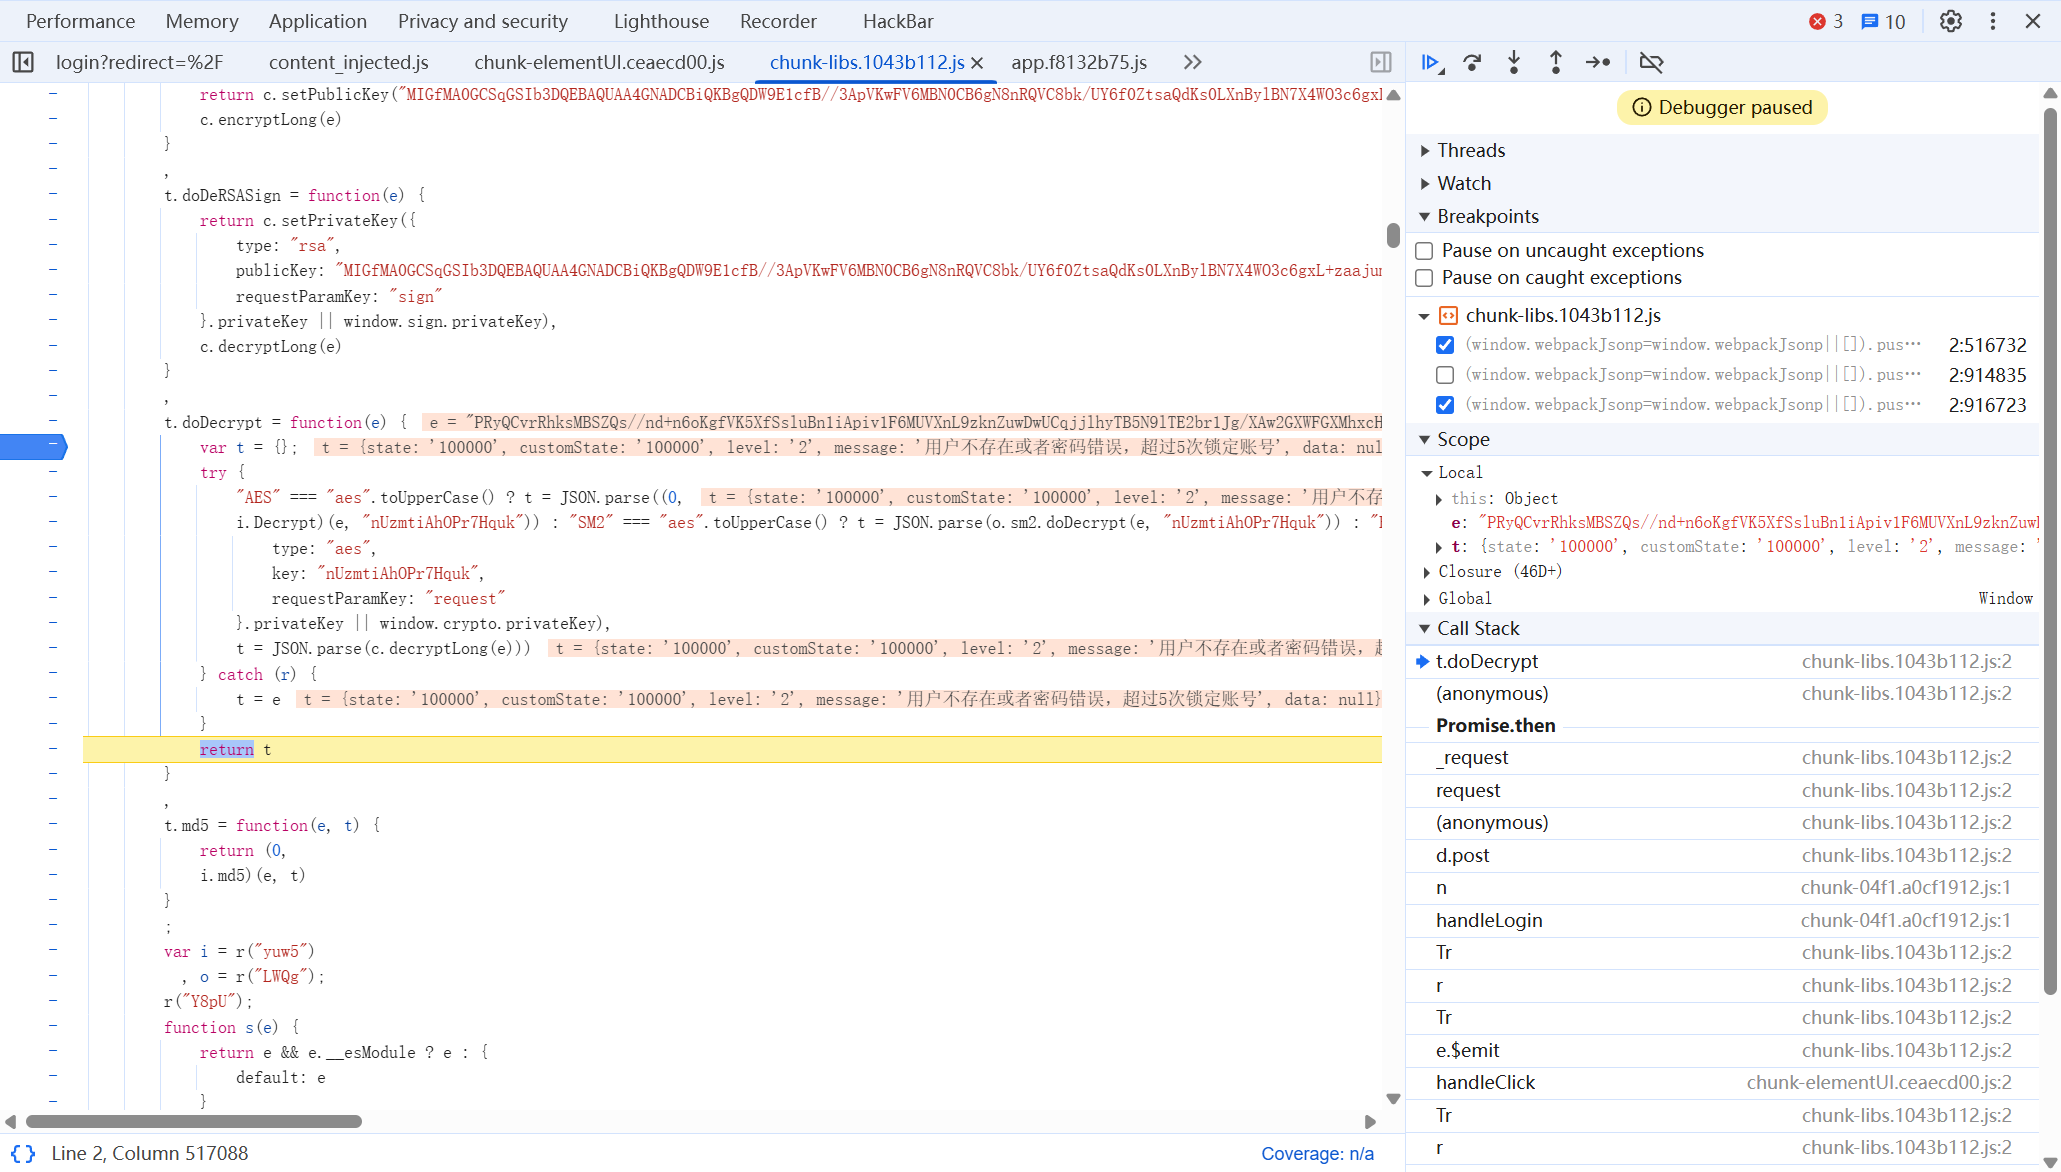 Performance Memory Application Privacy and security Lighthouse Recorder HackBar 3 10
login?redirect=%2F content_injected.js chunk-elementUI.ceaecd00.js chunk-libs.1043b112.js app.f8132b75.js
return c.setPublicKey("MIGfMA0GCSqGSIb3DQEBAQUAA4GNADCBiQKBgQDW9E1cfB//3ApVKwFV6MBN0CB6gN8nRQVC8bk/UY6f0ZtsaQdKs0LXnBylBN7X4WO3c6gxL
c.encryptLong(e)
}
,
t.doDeRSASign = function(e) {
return c.setPrivateKey({
type: "rsa",
publicKey: "MIGfMA0GCSqGSIb3DQEBAQUAA4GNADCBiQKBgQDW9E1cfB//3ApVKwFV6MBN0CB6gN8nRQVC8bk/UY6f0ZtsaQdKs0LXnBylBN7X4WO3c6gxL+zaajun
requestParamKey: "sign"
}.privateKey || window.sign.privateKey),
c.decryptLong(e)
}
,
t.doDecrypt = function(e) { e = "PRyQCvrRhksMBSZQs//nd+n6oKgfVK5XfSsluBn1iApiv1F6MUVXnL9zknZuwDwUCqjjlhyTB5N9lTE2br1Jg/XAw2GXWFGXMhxcH
var t = {}; t = {state: '100000', customState: '100000', level: '2', message: '用户不存在或者密码错误，超过5次锁定账号', data: nul
try {
"AES" === "aes".toUpperCase() ? t = JSON.parse((0, t = {state: '100000', customState: '100000', level: '2', message: '用户不存
i.Decrypt)(e, "nUzmtiAhOPr7Hquk")) : "SM2" === "aes".toUpperCase() ? t = JSON.parse(o.sm2.doDecrypt(e, "nUzmtiAhOPr7Hquk")) : "
type: "aes",
key: "nUzmtiAhOPr7Hquk",
requestParamKey: "request"
}.privateKey || window.crypto.privateKey),
t = JSON.parse(c.decryptLong(e))) t = {state: '100000', customState: '100000', level: '2', message: '用户不存在或者密码错误，超
} catch (r) {
t = e t = {state: '100000', customState: '100000', level: '2', message: '用户不存在或者密码错误，超过5次锁定账号', data: null}
}
return t
}
,
t.md5 = function(e, t) {
return (0,
i.md5)(e, t)
}
;
var i = r("yuw5")
, o = r("LWQg");
r("Y8pU");
function s(e) {
return e && e.__esModule ? e : {
default: e
}
{} Line 2, Column 517088 Coverage: n/a
Debugger paused
Threads
Watch
Breakpoints
Pause on uncaught exceptions
Pause on caught exceptions
chunk-libs.1043b112.js
(window.webpackJsonp=window.webpackJsonp||[]).pus… 2:516732
(window.webpackJsonp=window.webpackJsonp||[]).pus… 2:914835
(window.webpackJsonp=window.webpackJsonp||[]).pus… 2:916723
Scope
Local
this: Object
e: "PRyQCvrRhksMBSZQs//nd+n6oKgfVK5XfSsluBn1iApiv1F6MUVXnL9zknZuw
t: {state: '100000', customState: '100000', level: '2', message: '
Closure (46D+)
Global Window
Call Stack
t.doDecrypt chunk-libs.1043b112.js:2
(anonymous) chunk-libs.1043b112.js:2
Promise.then
_request chunk-libs.1043b112.js:2
request chunk-libs.1043b112.js:2
(anonymous) chunk-libs.1043b112.js:2
d.post chunk-libs.1043b112.js:2
n chunk-04f1.a0cf1912.js:1
handleLogin chunk-04f1.a0cf1912.js:1
Tr chunk-libs.1043b112.js:2
r chunk-libs.1043b112.js:2
Tr chunk-libs.1043b112.js:2
e.$emit chunk-libs.1043b112.js:2
handleClick chunk-elementUI.ceaecd00.js:2
Tr chunk-libs.1043b112.js:2
r chunk-libs.1043b112.js:2